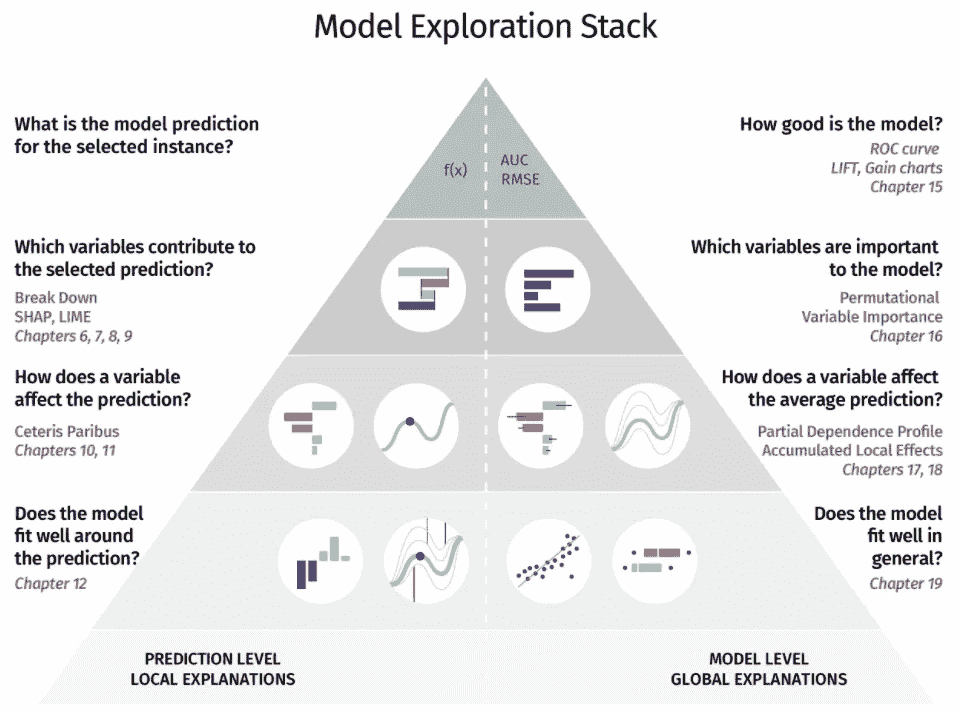 Model Exploration Stack
What is the model prediction
for the selected instance?
f(x)
AUC
RMSE
How good is the model?
ROC curve
LIFT, Gain charts
Chapter 15
Which variables contribute to
the selected prediction?
Break Down
SHAP, LIME
Chapters 6, 7, 8, 9
Which variables are important
to the model?
Permutational
Variable Importance
Chapter 16
How does a variable
affect the prediction?
Ceteris Paribus
Chapters 10, 11
How does a variable affect
the average prediction?
Partial Dependence Profile
Accumulated Local Effects
Chapters 17, 18
Does the model
fit well around
the prediction?
Chapter 12
Does the model
fit well in
general?
Chapter 19
PREDICTION LEVEL
LOCAL EXPLANATIONS
MODEL LEVEL
GLOBAL EXPLANATIONS